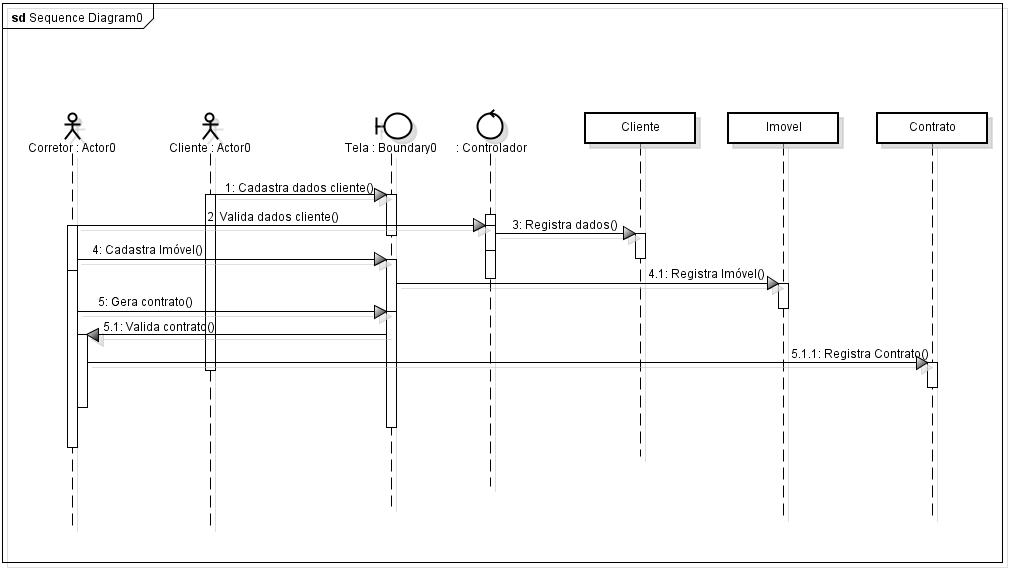 sd Sequence Diagram0
Corretor : Actor0
Cliente : Actor0
Tela : Boundary0
: Controlador
Cliente
Imovel
Contrato
1: Cadastra dados cliente()
2 Valida dados cliente()
3: Registra dados()
4: Cadastra Imóvel()
4.1: Registra Imóvel()
5: Gera contrato()
5.1: Valida contrato()
5.1.1: Registra Contrato()